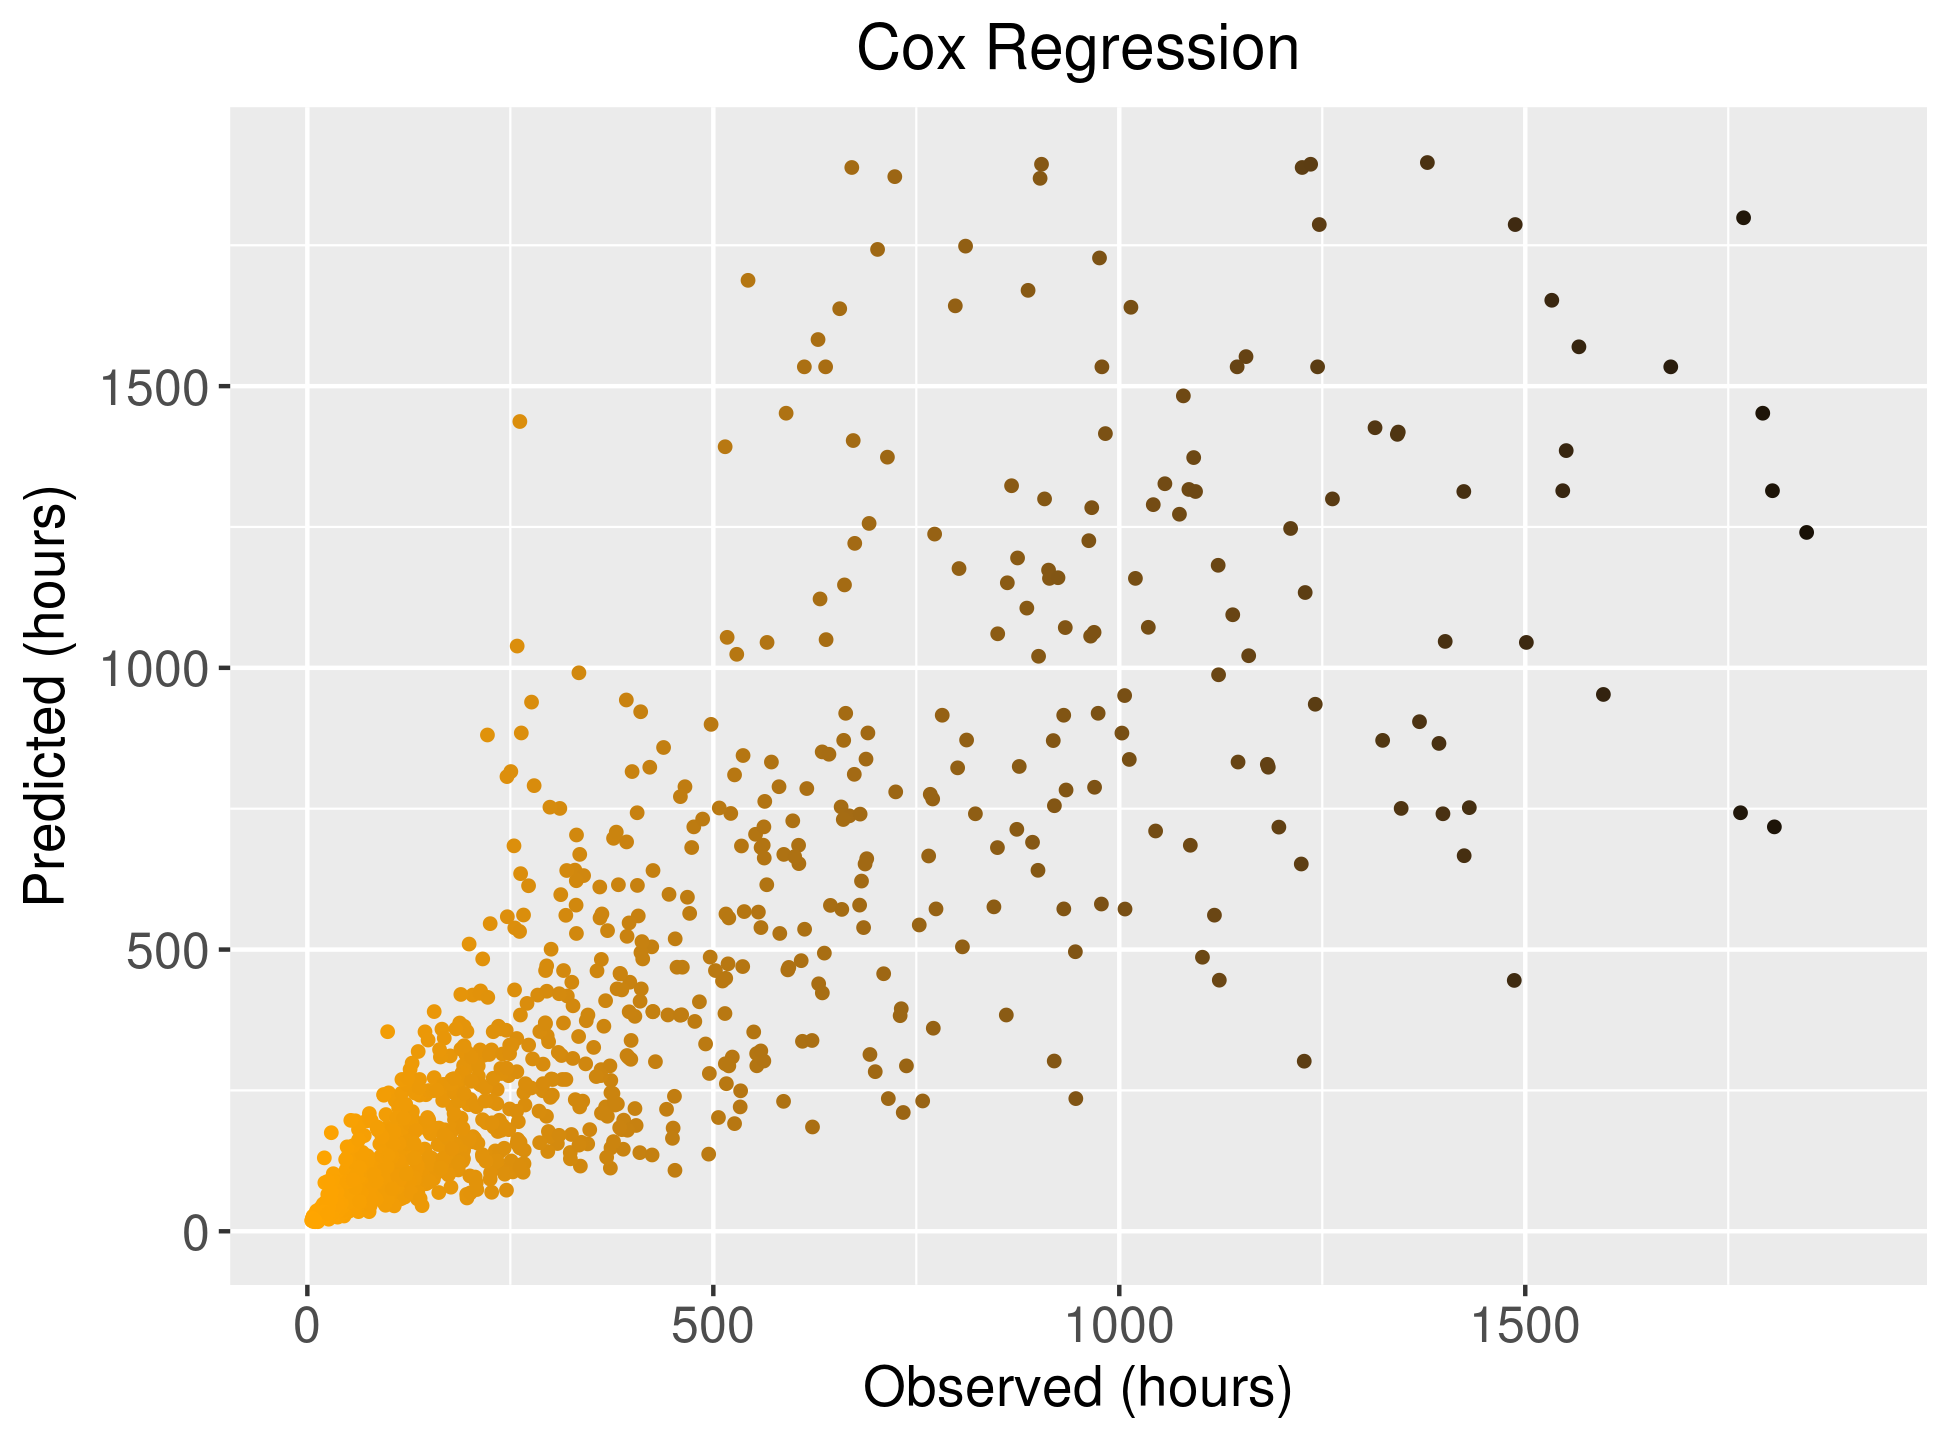 Cox Regression
Predicted (hours)
1500
1000
500
0
0 500 1000 1500
Observed (hours)